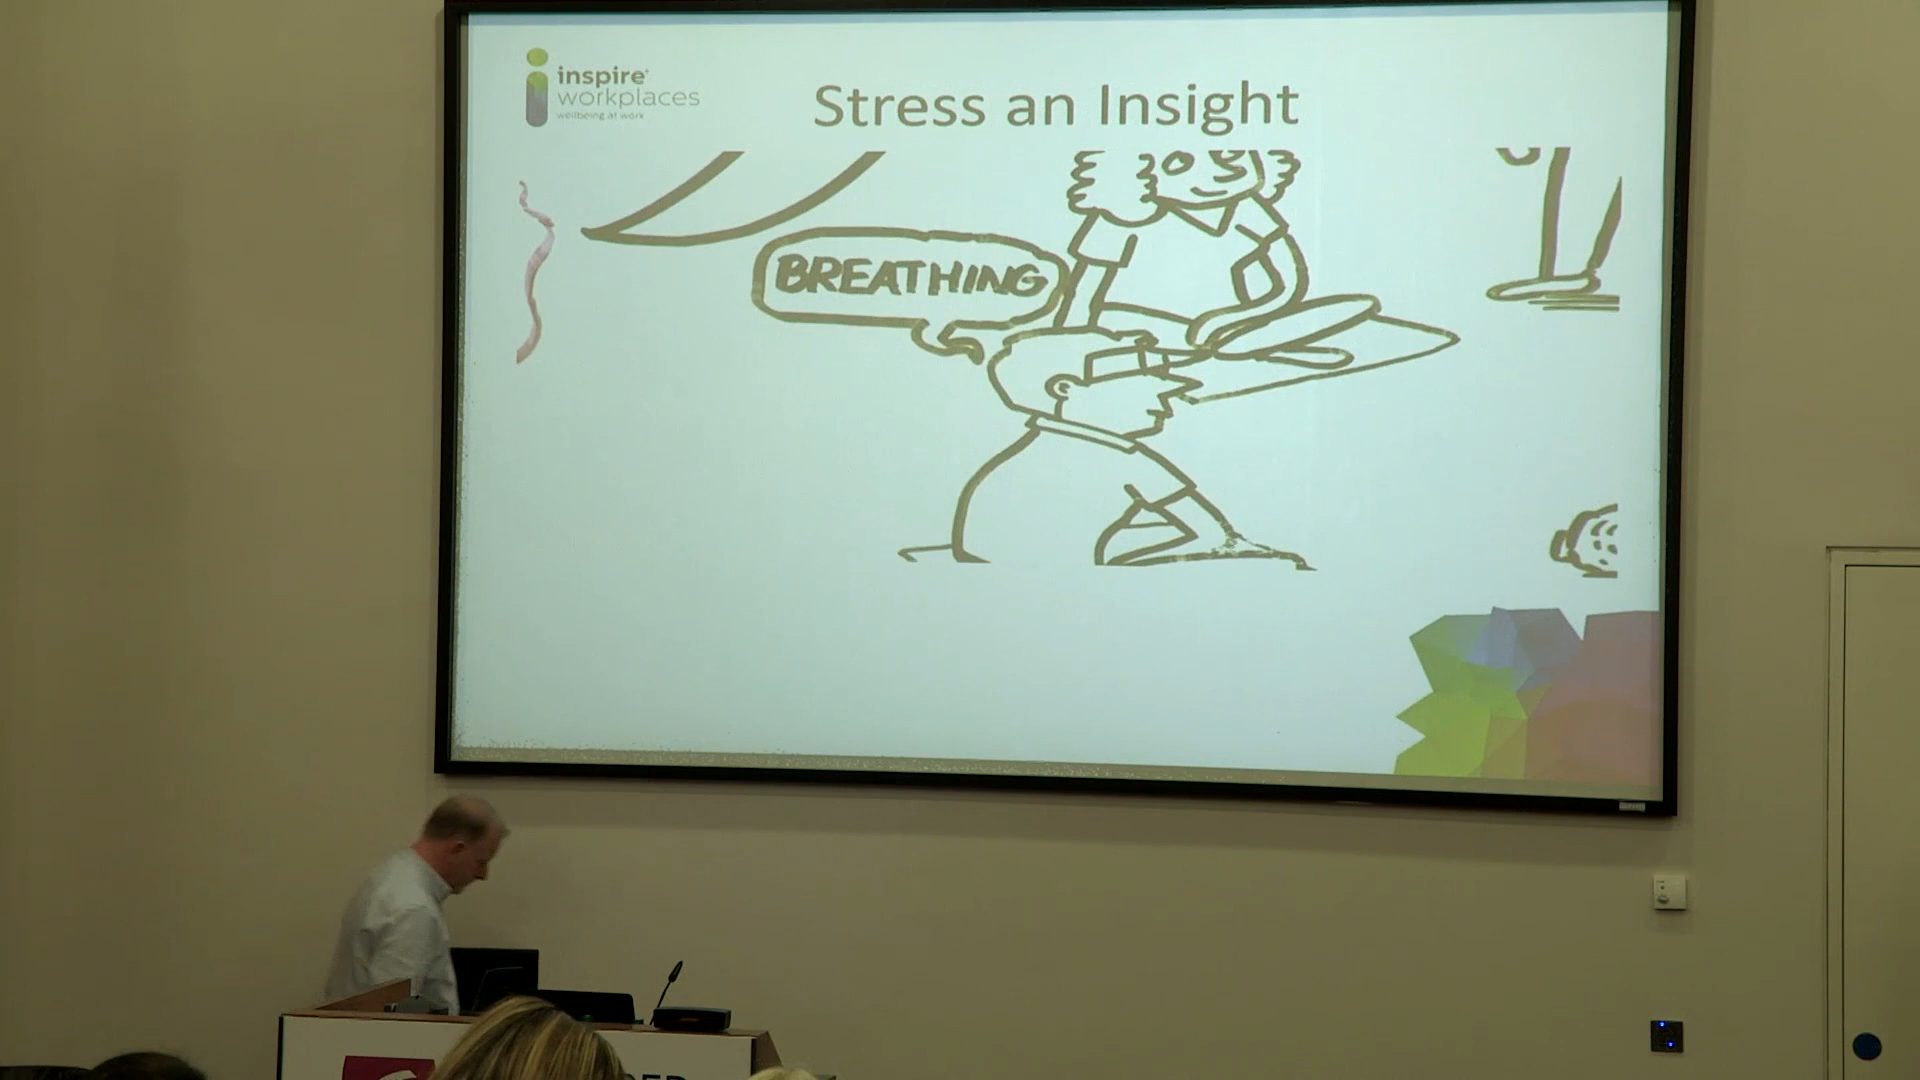 inspire
workplaces
wellbeing at work
Stress an Insight
BREATHING